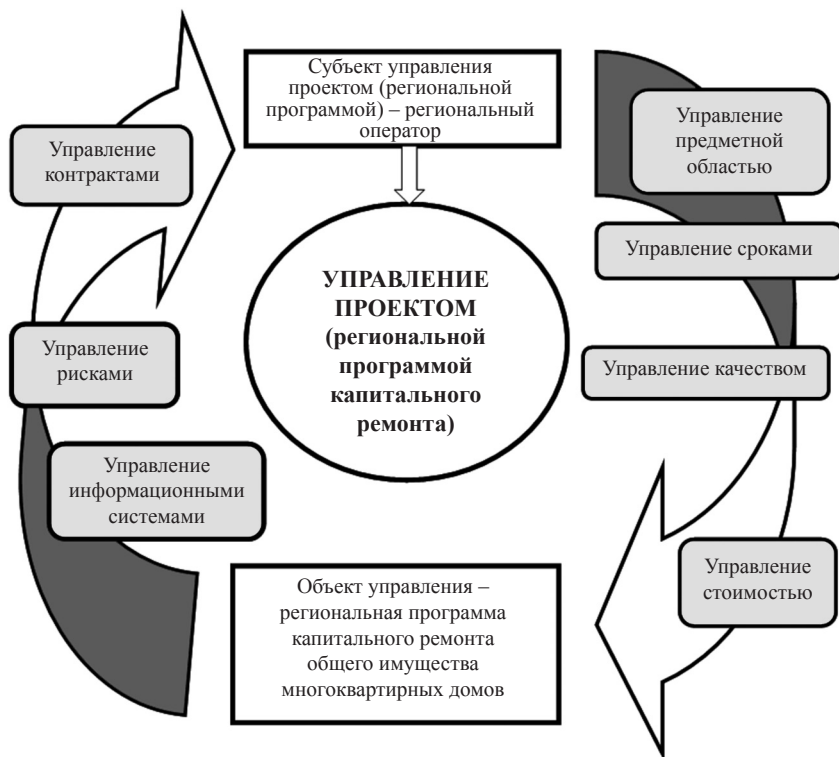 Субъект управления
проектом (региональной
программой) – региональный
оператор
Управление
предметной
областью
Управление
контрактами
Управление сроками
УПРАВЛЕНИЕ
ПРОЕКТОМ
(региональной
программой
капитального
ремонта)
Управление
рисками
Управление качеством
Управление
информационными
системами
Управление
стоимостью
Объект управления –
региональная программа
капитального ремонта
общего имущества
многоквартирных домов